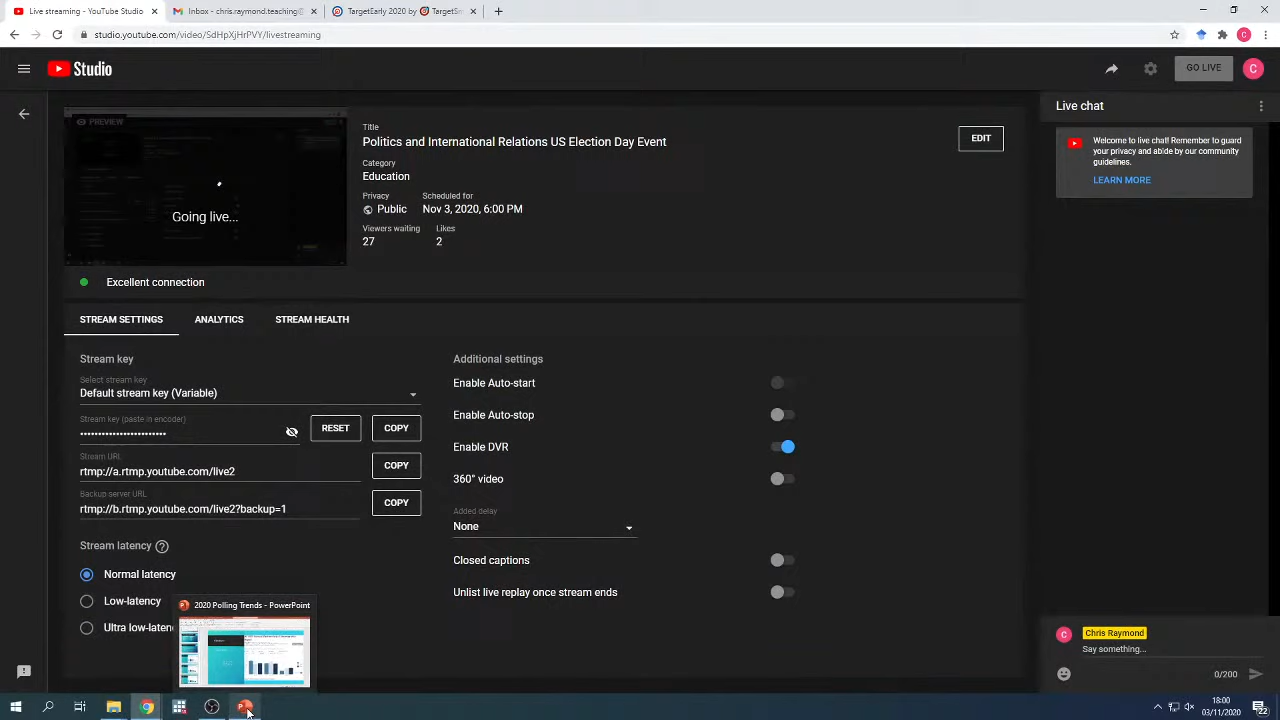 Live streaming - YouTube Studio
Inbox - chris.raymond.teaching@
TargetEarly 2020 by
studio.youtube.com/video/SdHpXjHrPVY/livestreaming
C
Studio
GO LIVE
C
PREVIEW
Going live...
Title
Politics and International Relations US Election Day Event
EDIT
Category
Education
Privacy
Scheduled for
Public
Nov 3, 2020, 6:00 PM
Viewers waiting
Likes
27
2
Excellent connection
Live chat
Welcome to live chat! Remember to guard
your privacy and abide by our community
guidelines.
LEARN MORE
STREAM SETTINGS
ANALYTICS
STREAM HEALTH
Stream key
Select stream key
Default stream key (Variable)
Stream key (paste in encoder)
••••••••••••••••••••••••
RESET
COPY
Stream URL
rtmp://a.rtmp.youtube.com/live2
COPY
Backup server URL
rtmp://b.rtmp.youtube.com/live2?backup=1
COPY
Stream latency
Normal latency
Low-latency
Ultra low-laten
Additional settings
Enable Auto-start
Enable Auto-stop
Enable DVR
360° video
Added delay
None
Closed captions
Unlist live replay once stream ends
2020 Polling Trends - PowerPoint
C
Chris Raymond
Say something...
0/200
18:00
03/11/2020
22